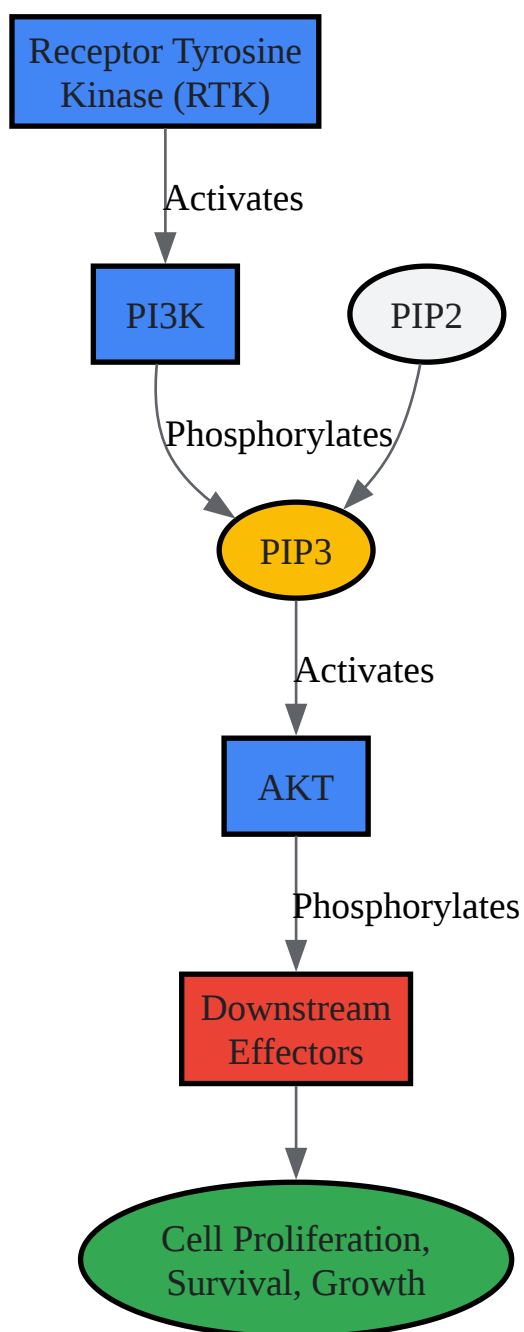 Receptor Tyrosine
Kinase (RTK)
Activates
PI3K
PIP2
Phosphorylates
PIP3
Activates
AKT
Phosphorylates
Downstream
Effectors
Cell Proliferation,
Survival, Growth